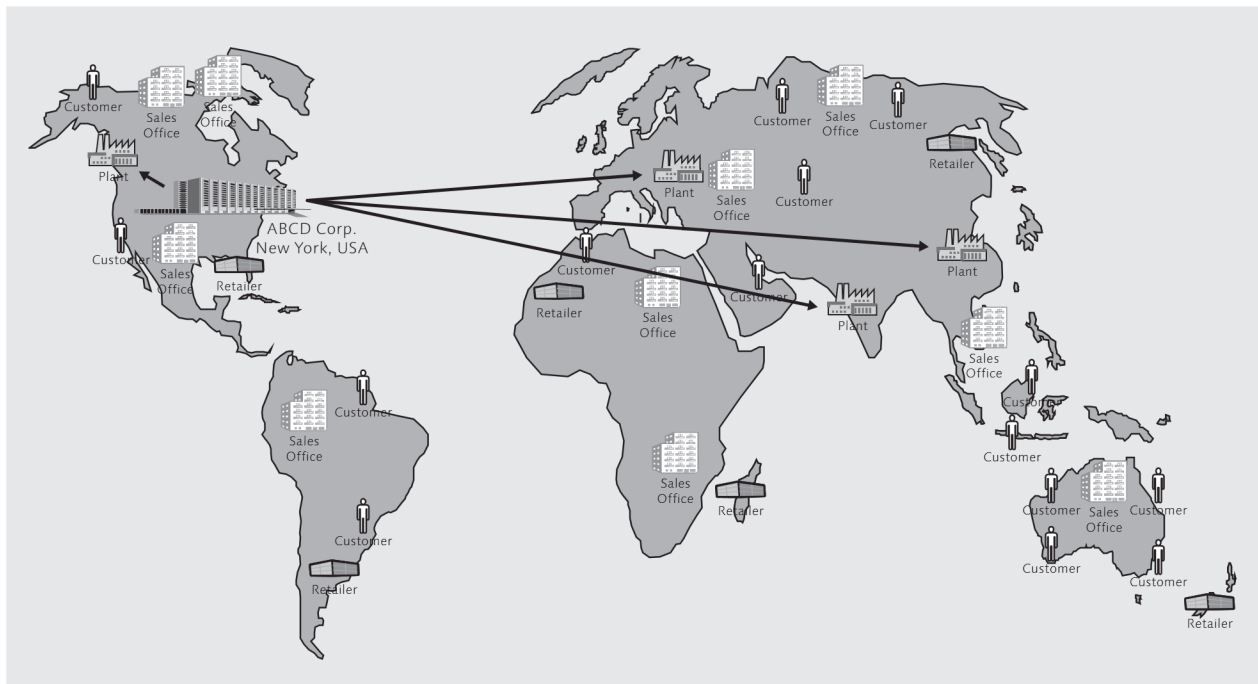 Customer
Sales
Office
Sales
Office
Plant
ABCD Corp.
New York, USA
Customer
Sales
Office
Retailer
Customer
Sales
Office
Customer
Retailer
Customer
Sales
Office
Customer
Retailer
Plant
Sales
Office
Customer
Customer
Retailer
Sales
Office
Customer
Plant
Plant
Sales
Office
Customer
Customer
Sales
Office
Retailer
Customer
Sales
Office
Customer
Customer
Customer
Retailer